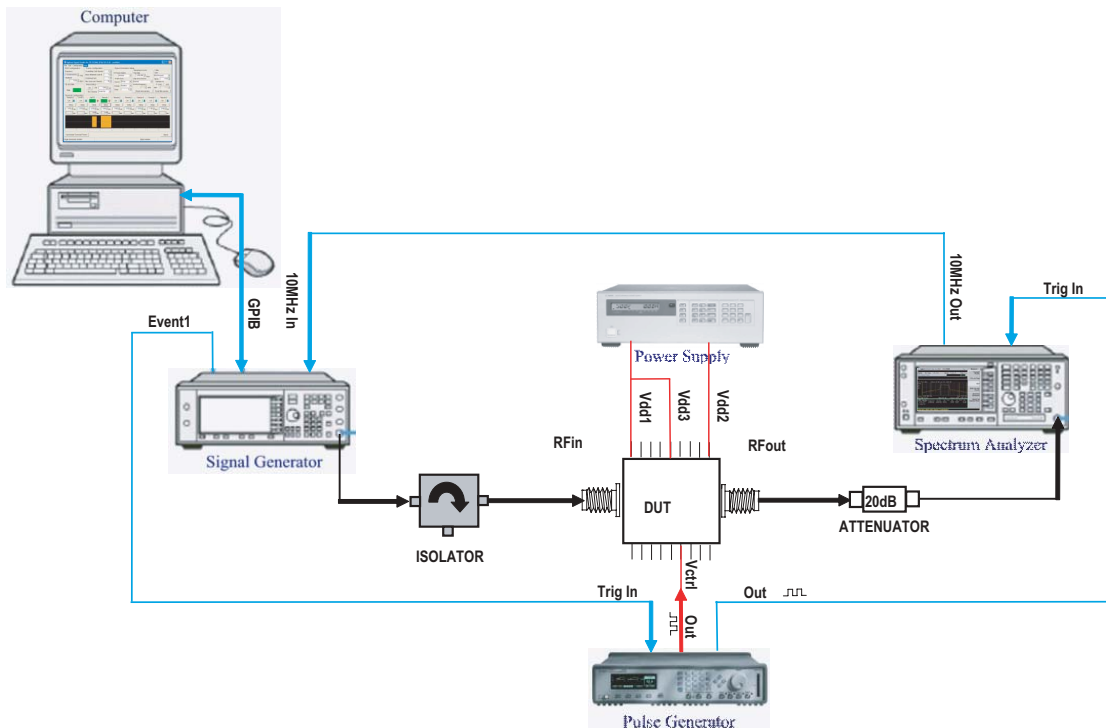 Computer
GPIB
10MHz In
10MHz Out
Trig In
Event1
Power Supply
Signal Generator
Spectrum Analyzer
Vdd1
Vdd3
Vdd2
RFin
RFout
DUT
20dB
ATTENUATOR
ISOLATOR
Vctrl
Trig In
Out
Out
Pulse Generator